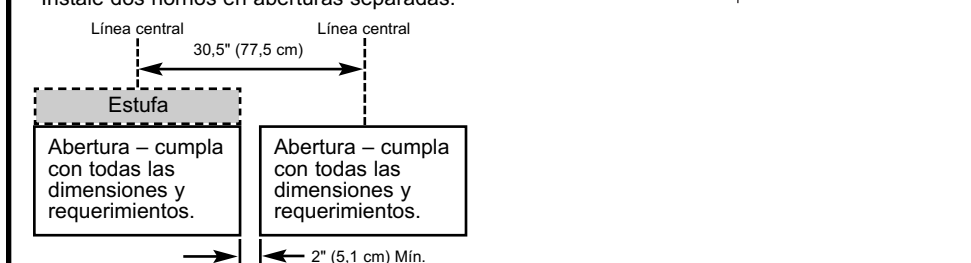 Instale dos hornos en aberturas separadas.
Línea central
Línea central
30,5" (77,5 cm)
Estufa
Abertura – cumpla
con todas las
dimensiones y
requerimientos.
Abertura – cumpla
con todas las
dimensiones y
requerimientos.
2" (5,1 cm) Mín.